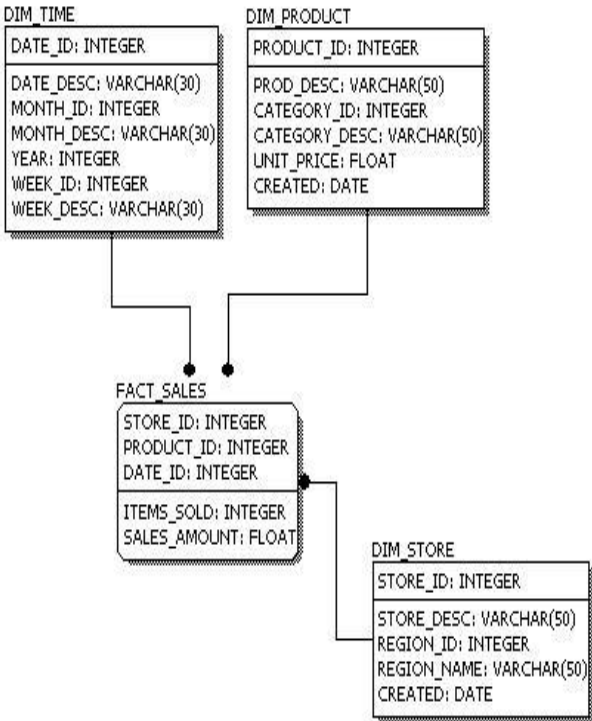 DIM_TIME
DATE_ID: INTEGER
DATE_DESC: VARCHAR(30)
MONTH_ID: INTEGER
MONTH_DESC: VARCHAR(30)
YEAR: INTEGER
WEEK_ID: INTEGER
WEEK_DESC: VARCHAR(30)
DIM_PRODUCT
PRODUCT_ID: INTEGER
PROD_DESC: VARCHAR(50)
CATEGORY_ID: INTEGER
CATEGORY_DESC: VARCHAR(50)
UNIT_PRICE: FLOAT
CREATED: DATE
FACT_SALES
STORE_ID: INTEGER
PRODUCT_ID: INTEGER
DATE_ID: INTEGER
ITEMS_SOLD: INTEGER
SALES_AMOUNT: FLOAT
DIM_STORE
STORE_ID: INTEGER
STORE_DESC: VARCHAR(50)
REGION_ID: INTEGER
REGION_NAME: VARCHAR(50)
CREATED: DATE